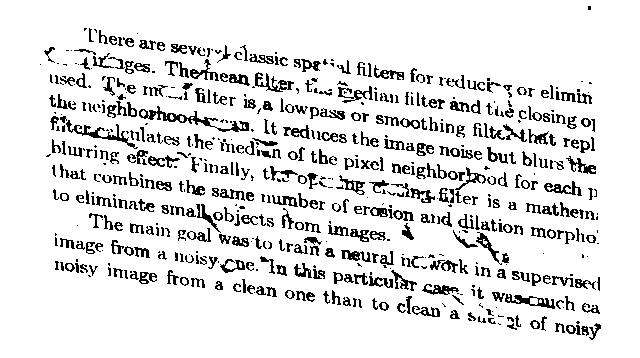 There are several classic spatial filters for reducing or elimin
images. The mean filter, the median filter and the closing op
used. The mean filter is a lowpass or smoothing filter that repl
the neighborhood mean. It reduces the image noise but blurs the
filter calculates the median of the pixel neighborhood for each p
blurring effect. Finally, the opening closing filter is a mathema
that combines the same number of erosion and dilation morpho
to eliminate small objects from images.
The main goal was to train a neural network in a supervised
image from a noisy one. In this particular case, it was much ea
noisy image from a clean one than to clean a subset of noisy